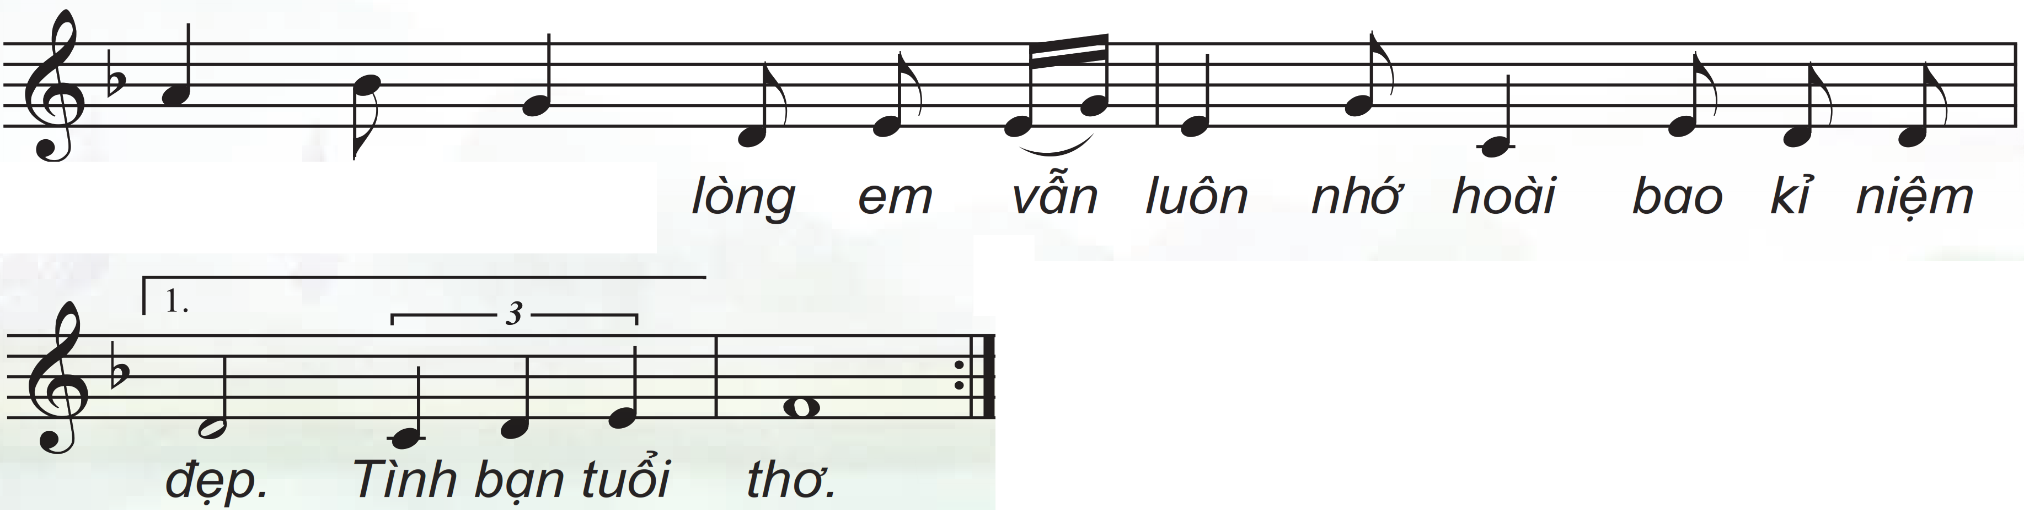 lòng em vẫn luôn nhớ hoài bao kỉ niệm
1.
3
đẹp. Tình bạn tuổi thơ.